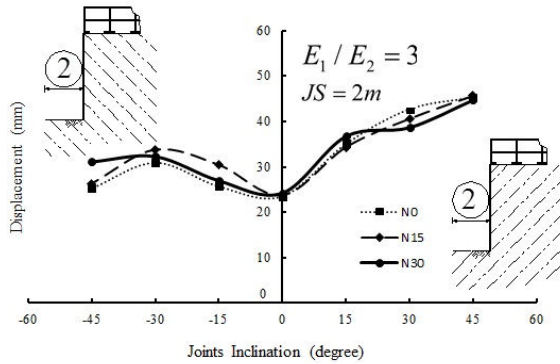 60
50
40
30
20
10
0
Displacement (mm)
E₁ / E₂ = 3
JS = 2m
2
2
N0
N15
N30
-60 -45 -30 -15 0 15 30 45 60
Joints Inclination (degree)